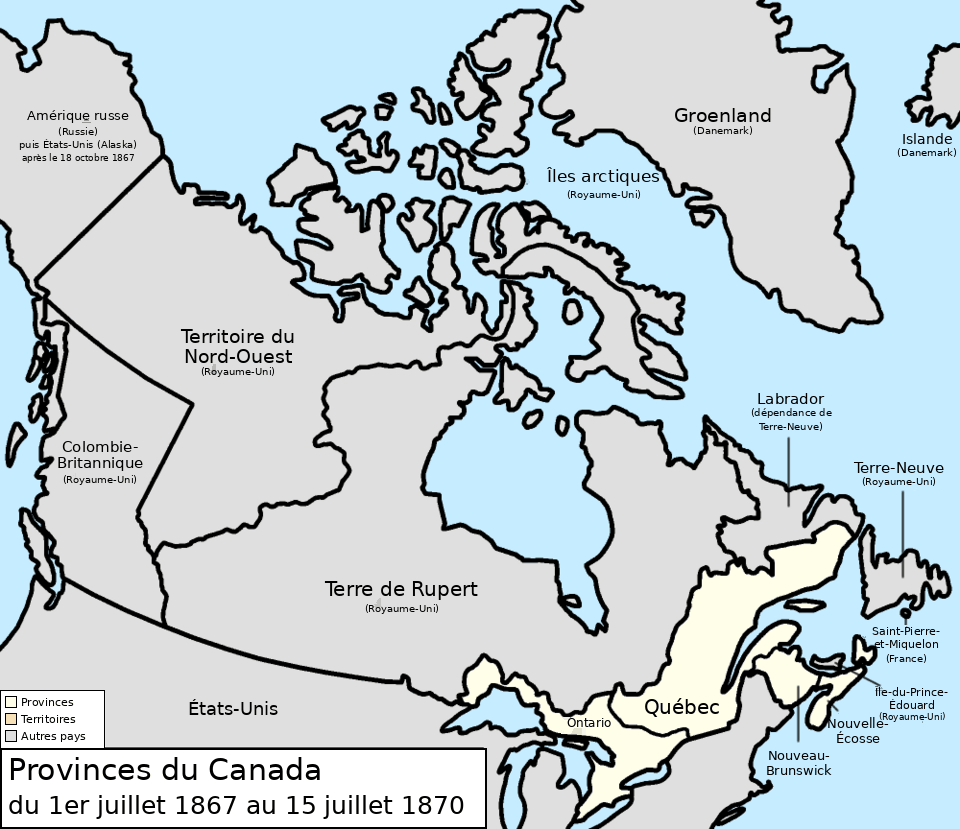 Amérique russe
(Russie)
puis États-Unis (Alaska)
après le 18 octobre 1867
Groenland
(Danemark)
Islande
(Danemark)
Îles arctiques
(Royaume-Uni)
Territoire du
Nord-Ouest
(Royaume-Uni)
Labrador
(dépendance de
Terre-Neuve)
Colombie-
Britannique
(Royaume-Uni)
Terre-Neuve
(Royaume-Uni)
Terre de Rupert
(Royaume-Uni)
Saint-Pierre-
et-Miquelon
(France)
Île-du-Prince-
Édouard
(Royaume-Uni)
États-Unis
Québec
Ontario
Nouvelle-
Écosse
Nouveau-
Brunswick
Provinces
Territoires
Autres pays
Provinces du Canada
du 1er juillet 1867 au 15 juillet 1870